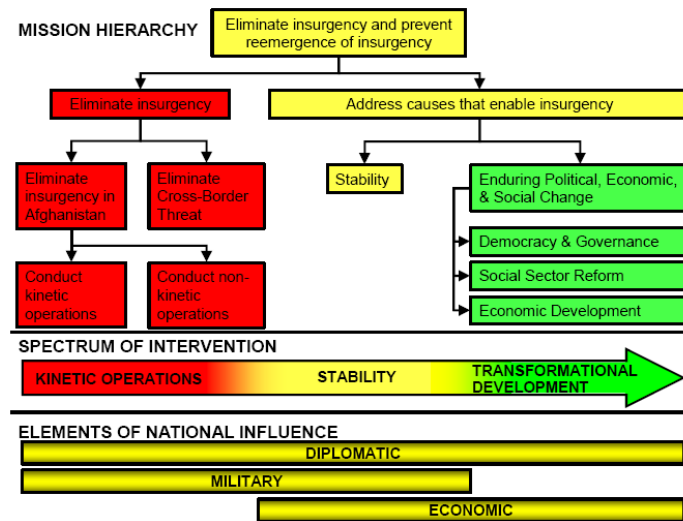 MISSION HIERARCHY
Eliminate insurgency and prevent
reemergence of insurgency
Eliminate insurgency
Address causes that enable insurgency
Eliminate
insurgency in
Afghanistan
Eliminate
Cross-Border
Threat
Stability
Enduring Political, Economic,
& Social Change
Democracy & Governance
Social Sector Reform
Economic Development
Conduct
kinetic
operations
Conduct non-
kinetic
operations
SPECTRUM OF INTERVENTION
KINETIC OPERATIONS
STABILITY
TRANSFORMATIONAL
DEVELOPMENT
ELEMENTS OF NATIONAL INFLUENCE
DIPLOMATIC
MILITARY
ECONOMIC